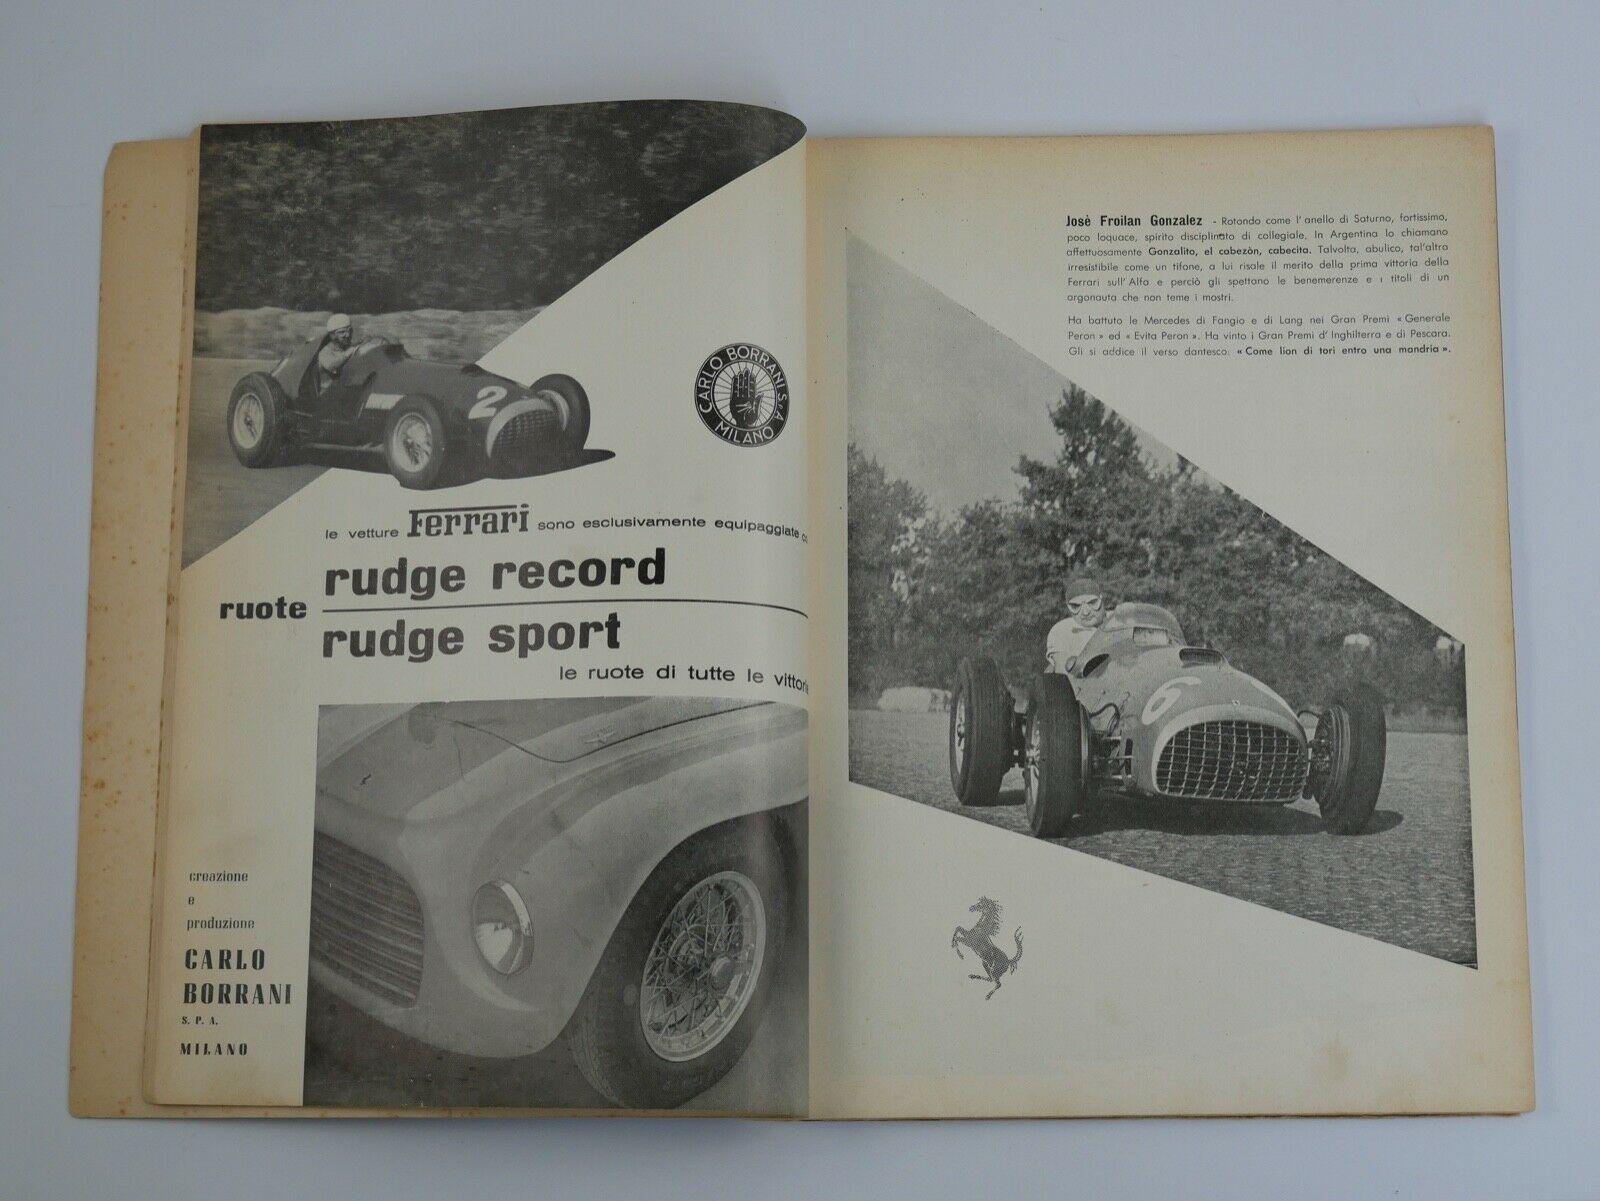 2
CARLO BORRANI S.p.A.
MILANO
le vetture Ferrari sono esclusivamente equipaggiate
ruote
rudge record
rudge sport
le ruote di tutte le
creazione
e
produzione
CARLO
BORRANI
S. P. A.
MILANO
Josè Froilan Gonzalez - Rotondo come l'anello di Saturno, fortissimo,
poco loquace, spirito disciplinato di collegiale. In Argentina lo chiamano
affettuosamente Gonzalito, el cabezòn, cabecita. Talvolta, abulico, tal'altra
irresistibile come un tifone, a lui risale il merito della prima vittoria della
Ferrari sull'Alfa e perciò gli spettano le benemerenze e i titoli di un
argonauta che non teme i mostri.
Ha battuto le Mercedes di Fangio e di Lang nei Gran Premi « Generale
Peron » ed « Evita Peron ». Ha vinto i Gran Premi d'Inghilterra e di Pescara.
Gli si addice il verso dantesco: « Come lion di tori entro una mandria ».
6